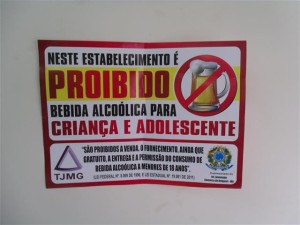 NESTE ESTABELECIMENTO É
PROIBIDO
BEBIDA ALCOÓLICA PARA
CRIANÇA E ADOLESCENTE
"SÃO PROIBIDOS A VENDA, O FORNECIMENTO, AINDA QUE
GRATUITO, A ENTREGA E A PERMISSÃO DO CONSUMO DE
BEBIDA ALCOÓLICA A MENORES DE 18 ANOS".
TJMG